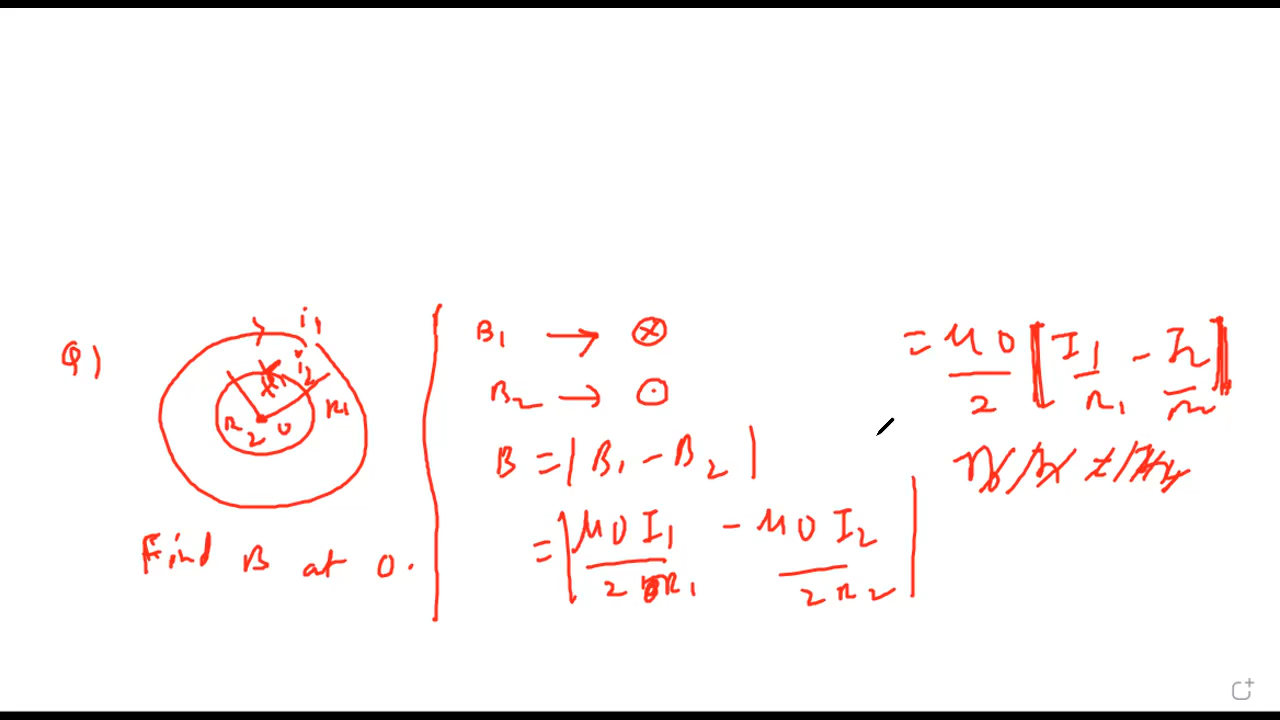 Q)
i1
i2
R1
R2
O
Find B at O.
B1 → ⊗
B2 → ⊙
B = |B1 - B2|
= |μ0 I1 / 2R1 - μ0 I2 / 2R2|
= μ0 / 2 [I1 / R1 - I2 / R2]